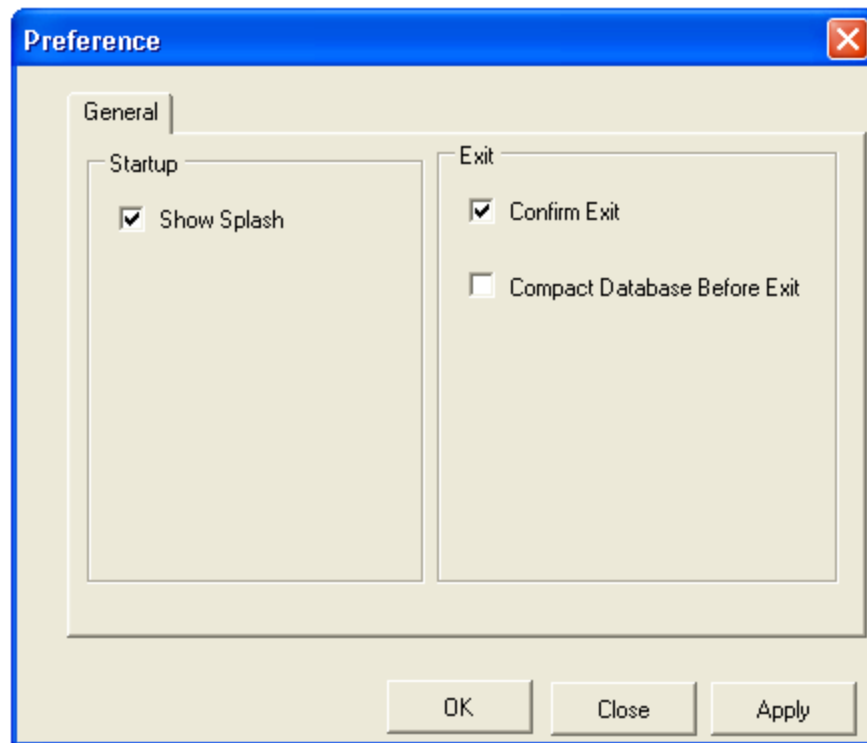 Preference
General
Startup
Show Splash
Exit
Confirm Exit
Compact Database Before Exit
OK
Close
Apply